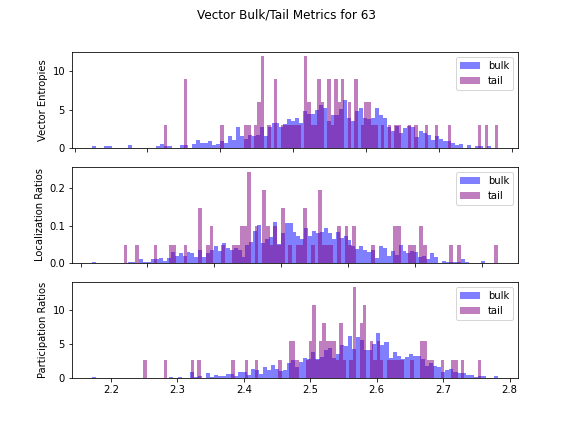 Vector Bulk/Tail Metrics for 63
Vector Entropies
10
5
0
bulk
tail
Localization Ratios
0.2
0.1
0.0
bulk
tail
Participation Ratios
10
5
0
bulk
tail
2.2 2.3 2.4 2.5 2.6 2.7 2.8